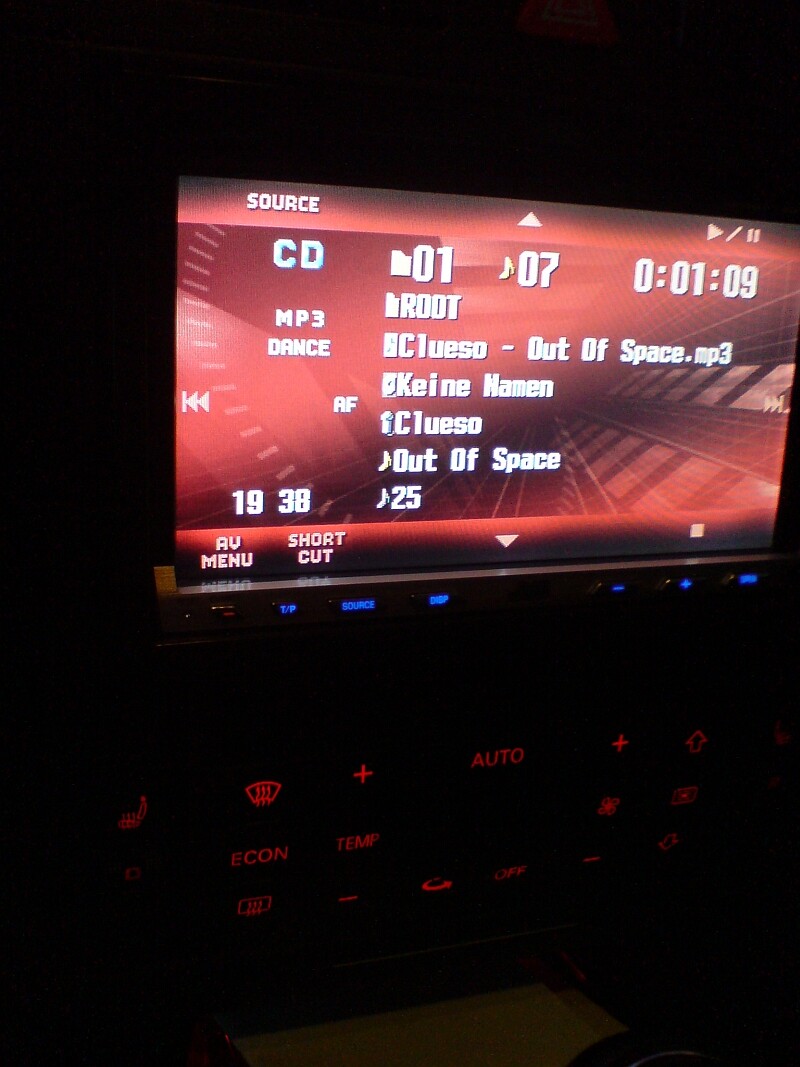 SOURCE
CD
01
07
0:01:09
ROOT
MP3
Clueso - Out Of Space.mp3
DANCE
Keine Namen
AF
Clueso
Out Of Space
19 38
25
AV MENU
SHORT CUT
T/P
SOURCE
DISP
AUTO
ECON
TEMP
OFF